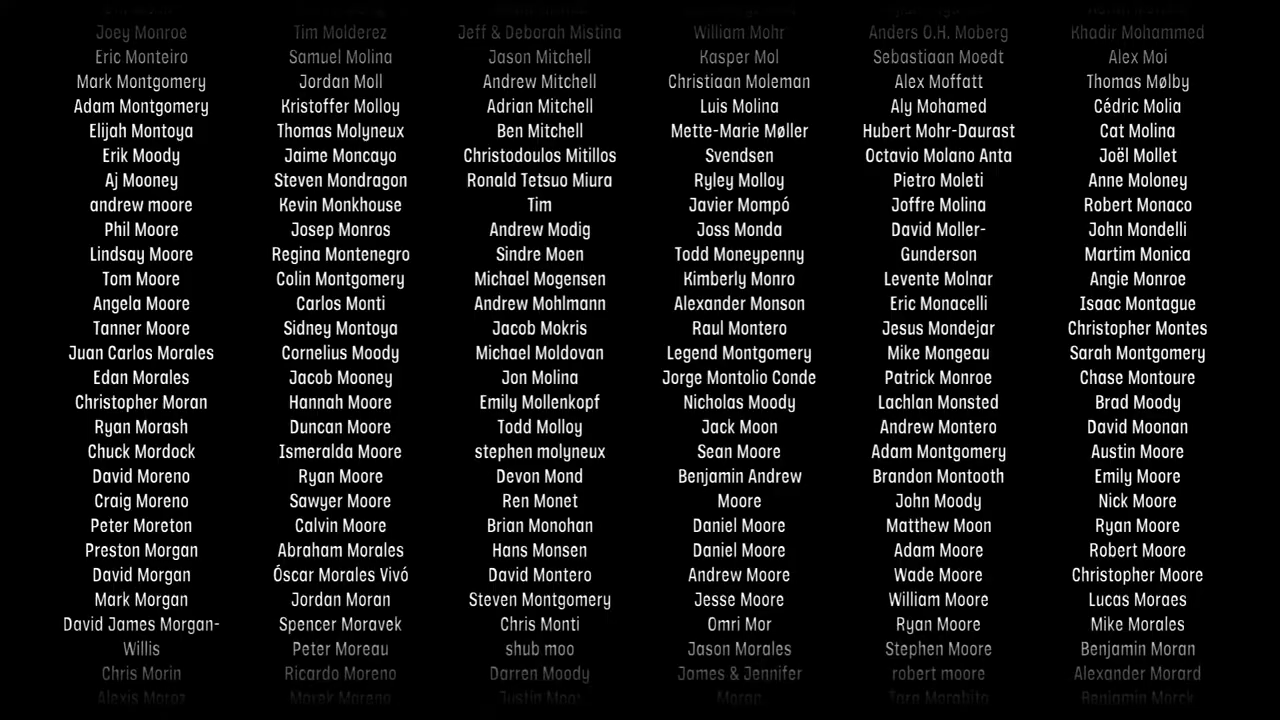 Joey Monroe
Eric Monteiro
Mark Montgomery
Adam Montgomery
Elijah Montoya
Erik Moody
Aj Mooney
andrew moore
Phil Moore
Lindsay Moore
Tom Moore
Angela Moore
Tanner Moore
Juan Carlos Morales
Edan Morales
Christopher Moran
Ryan Morash
Chuck Mordock
David Moreno
Craig Moreno
Peter Moreton
Preston Morgan
David Morgan
Mark Morgan
David James Morgan-
Willis
Chris Morin
Alexis Moroz
Tim Molderez
Samuel Molina
Jordan Moll
Kristoffer Molloy
Thomas Molyneux
Jaime Moncayo
Steven Mondragon
Kevin Monkhouse
Josep Monros
Regina Montenegro
Colin Montgomery
Carlos Monti
Sidney Montoya
Cornelius Moody
Jacob Mooney
Hannah Moore
Duncan Moore
Ismeralda Moore
Ryan Moore
Sawyer Moore
Calvin Moore
Abraham Morales
Óscar Morales Vivó
Jordan Moran
Spencer Moravek
Peter Moreau
Ricardo Moreno
Marek Moreno
Jeff & Deborah Mistina
Jason Mitchell
Andrew Mitchell
Adrian Mitchell
Ben Mitchell
Christodoulos Mitillos
Ronald Tetsuo Miura
Tim
Andrew Modig
Sindre Moen
Michael Mogensen
Andrew Mohlmann
Jacob Mokris
Michael Moldovan
Jon Molina
Emily Mollenkopf
Todd Molloy
stephen molyneux
Devon Mond
Ren Monet
Brian Monohan
Hans Monsen
David Montero
Steven Montgomery
Chris Monti
shub moo
Darren Moody
Justin Moor
William Mohr
Kasper Mol
Christiaan Moleman
Luis Molina
Mette-Marie Møller
Svendsen
Ryley Molloy
Javier Mompó
Joss Monda
Todd Moneypenny
Kimberly Monro
Alexander Monson
Raul Montero
Legend Montgomery
Jorge Montolio Conde
Nicholas Moody
Jack Moon
Sean Moore
Benjamin Andrew
Moore
Daniel Moore
Daniel Moore
Andrew Moore
Jesse Moore
Omri Mor
Jason Morales
James & Jennifer
Moran
Anders O.H. Moberg
Sebastiaan Moedt
Alex Moffatt
Aly Mohamed
Hubert Mohr-Daurast
Octavio Molano Anta
Pietro Moleti
Joffre Molina
David Moller-
Gunderson
Levente Molnar
Eric Monacelli
Jesus Mondejar
Mike Mongeau
Patrick Monroe
Lachlan Monsted
Andrew Montero
Adam Montgomery
Brandon Montooth
John Moody
Matthew Moon
Adam Moore
Wade Moore
William Moore
Ryan Moore
Stephen Moore
robert moore
Tara Morabito
Khadir Mohammed
Alex Moi
Thomas Mølby
Cédric Molia
Cat Molina
Joël Mollet
Anne Moloney
Robert Monaco
John Mondelli
Martim Monica
Angie Monroe
Isaac Montague
Christopher Montes
Sarah Montgomery
Chase Montoure
Brad Moody
David Moonan
Austin Moore
Emily Moore
Nick Moore
Ryan Moore
Robert Moore
Christopher Moore
Lucas Moraes
Mike Morales
Benjamin Moran
Alexander Morard
Benjamin Morck